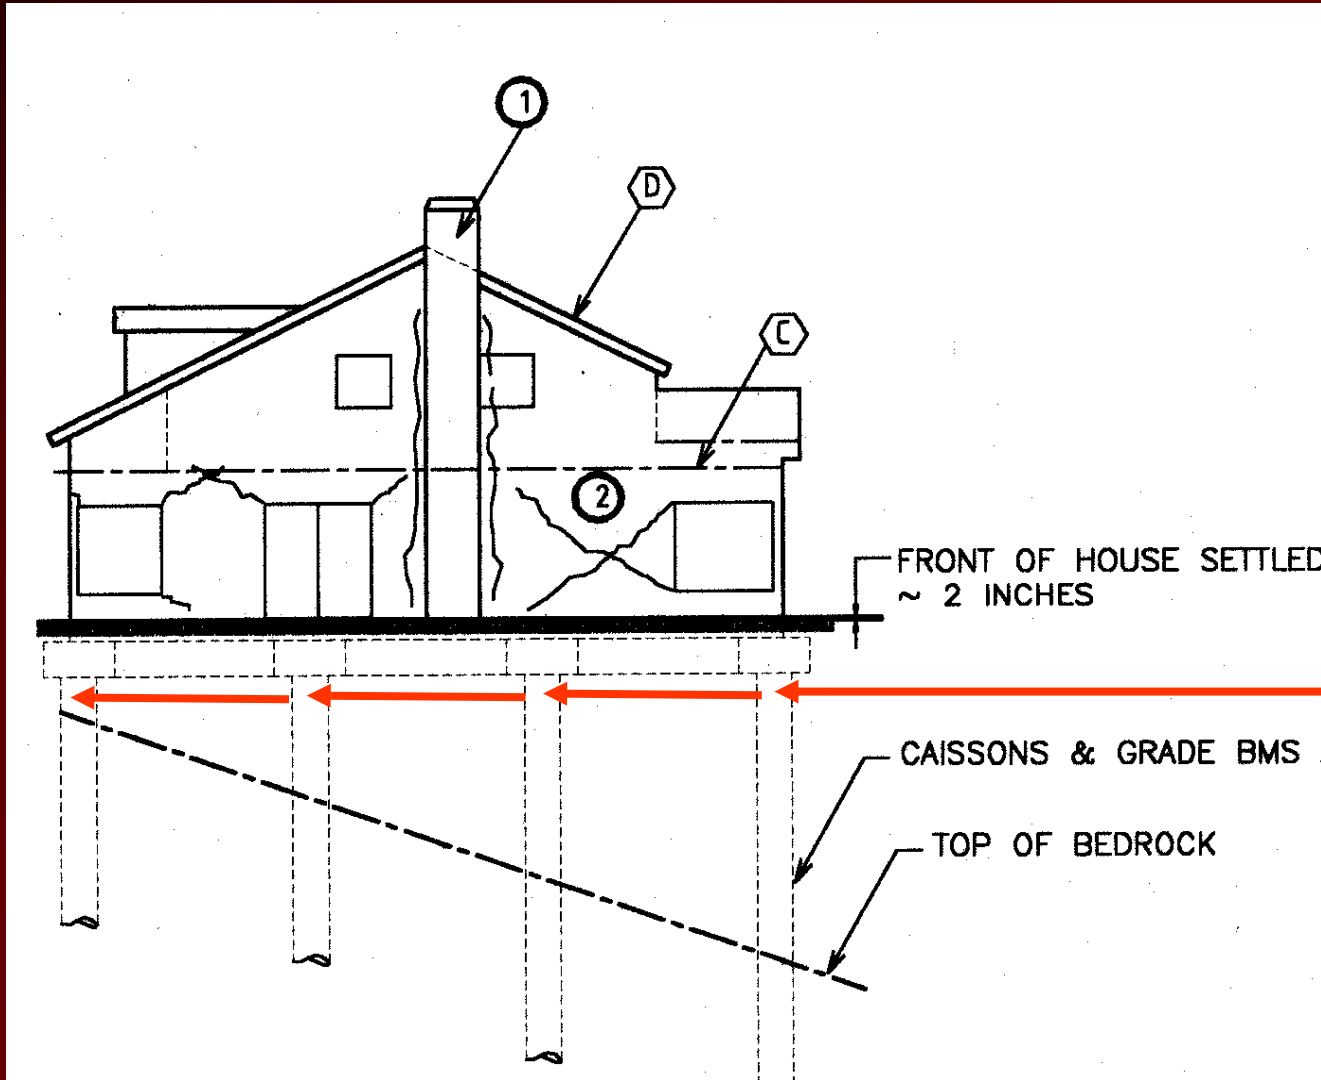 1
D
C
2
FRONT OF HOUSE SETTLED
~ 2 INCHES
CAISSONS & GRADE BMS
TOP OF BEDROCK